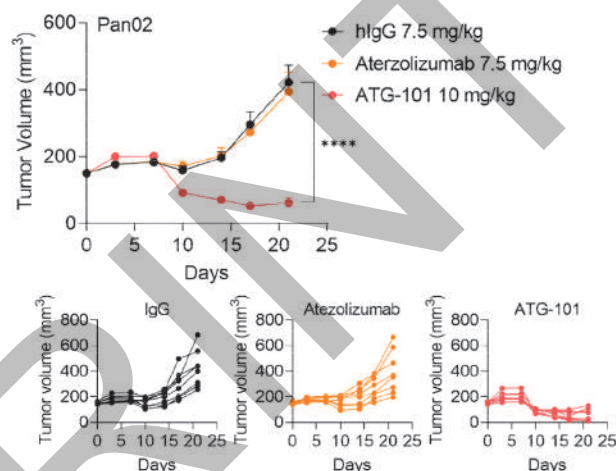 Pan02
600
400
200
0
Tumor Volume (mm³)
0 5 10 15 20 25
Days
hIgG 7.5 mg/kg
Aterzolizumab 7.5 mg/kg
ATG-101 10 mg/kg
****
IgG
800
600
400
200
0
Tumor volume (mm³)
0 5 10 15 20 25
Days
Atezolizumab
800
600
400
200
0
Tumor volume (mm³)
0 5 10 15 20 25
Days
ATG-101
800
600
400
200
0
Tumor volume (mm³)
0 5 10 15 20 25
Days